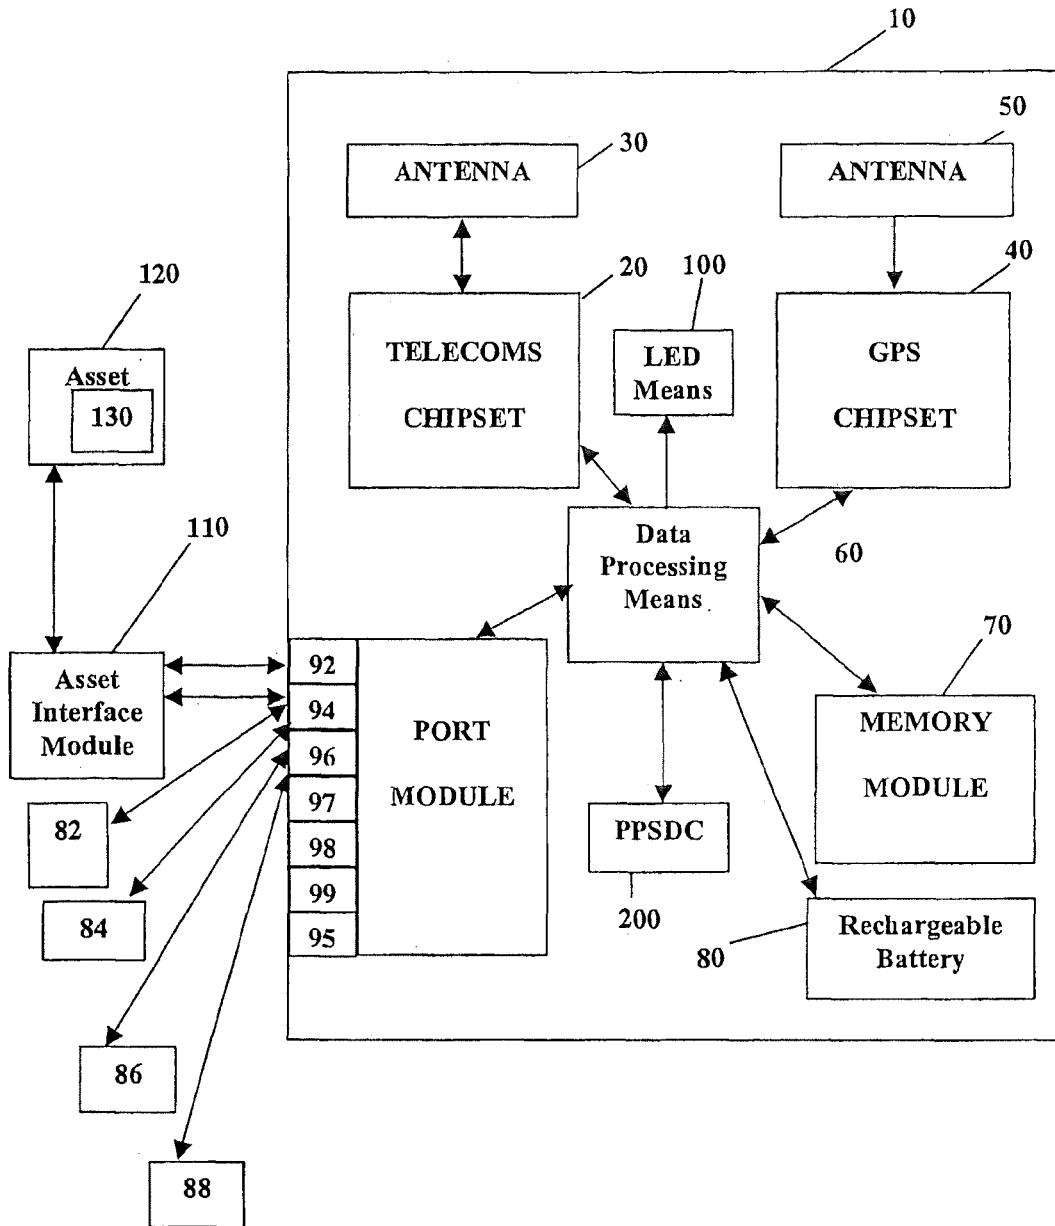 10
50
30
ANTENNA
ANTENNA
120
20
100
40
TELECOMS
CHIPSET
LED
Means
GPS
CHIPSET
Asset
130
110
Data
Processing
Means
60
70
92
94
96
97
98
99
95
Asset
Interface
Module
PORT
MODULE
MEMORY
MODULE
82
84
PPSDC
200
80
Rechargeable
Battery
86
88